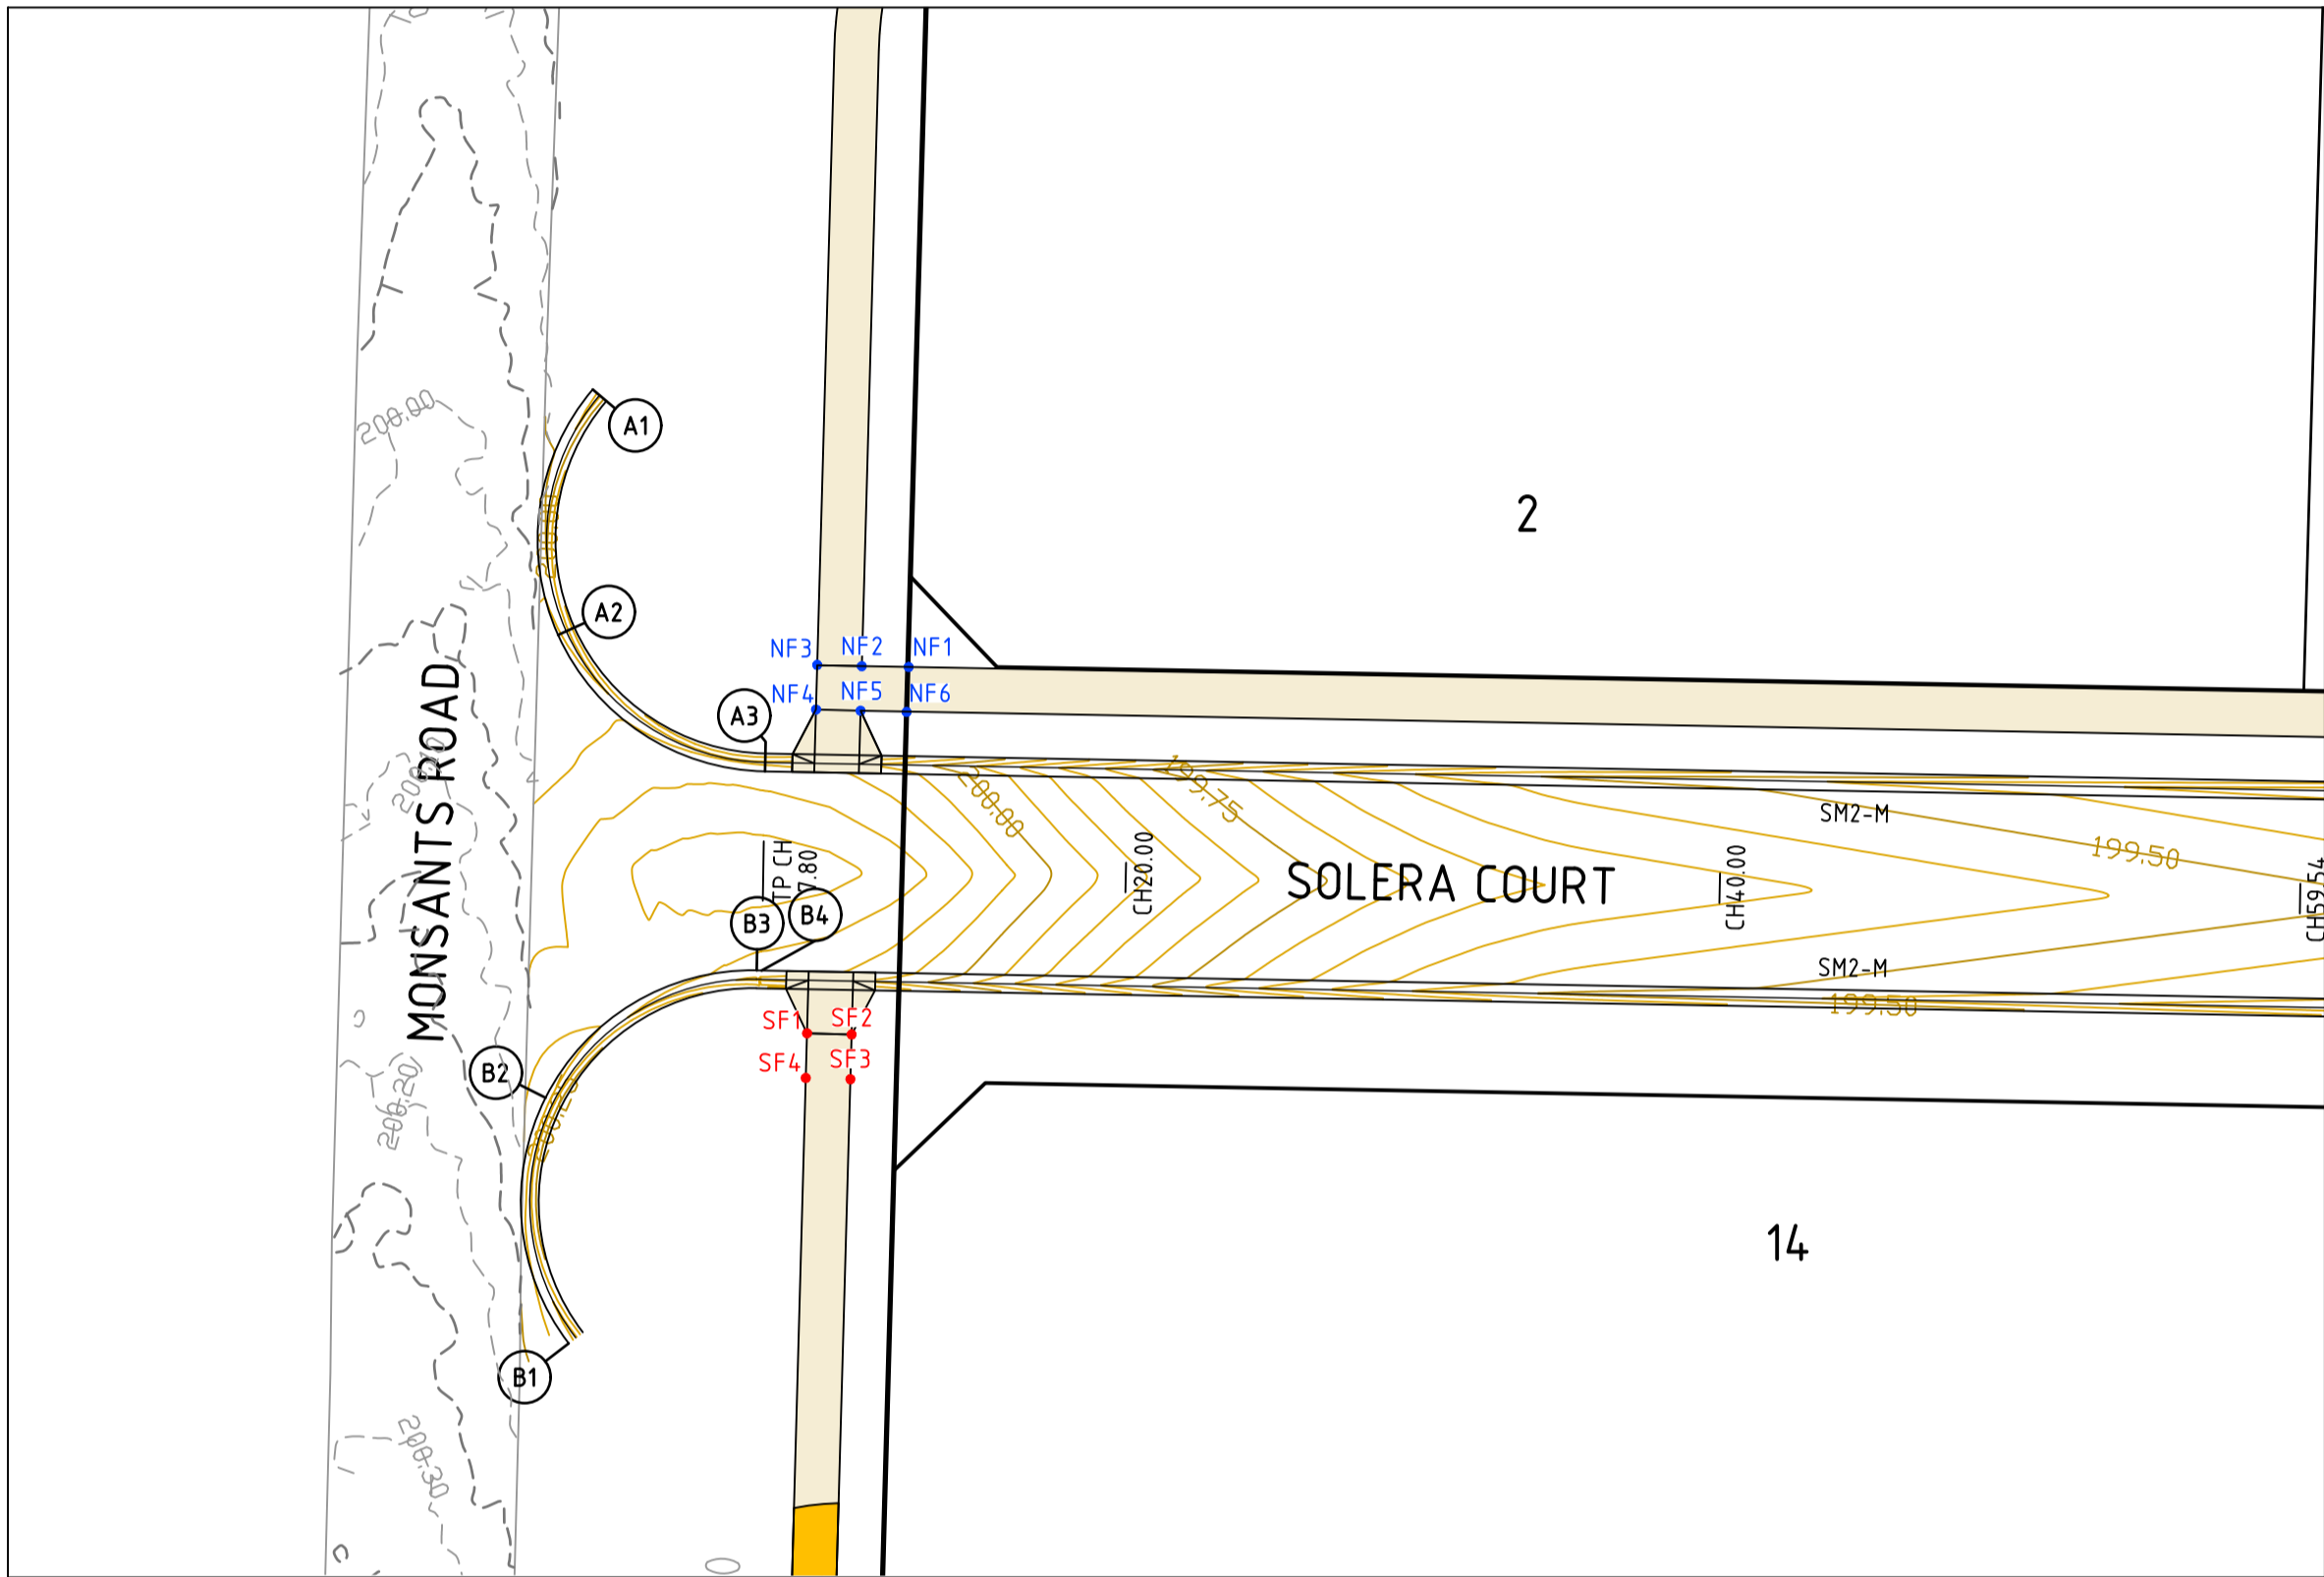 200.00
A1
2
A2
NF3 NF2 NF1
NF4 NF5 NF6
A3
MONSANTS ROAD
200.00
199.75
SM2-M
TP CH
7.80
CH20.00
SOLERA COURT
CH40.00
199.50
CH59.54
B3
B4
SM2-M
199.50
SF1 SF2
SF4 SF3
B2
200.20
14
B1
200.30